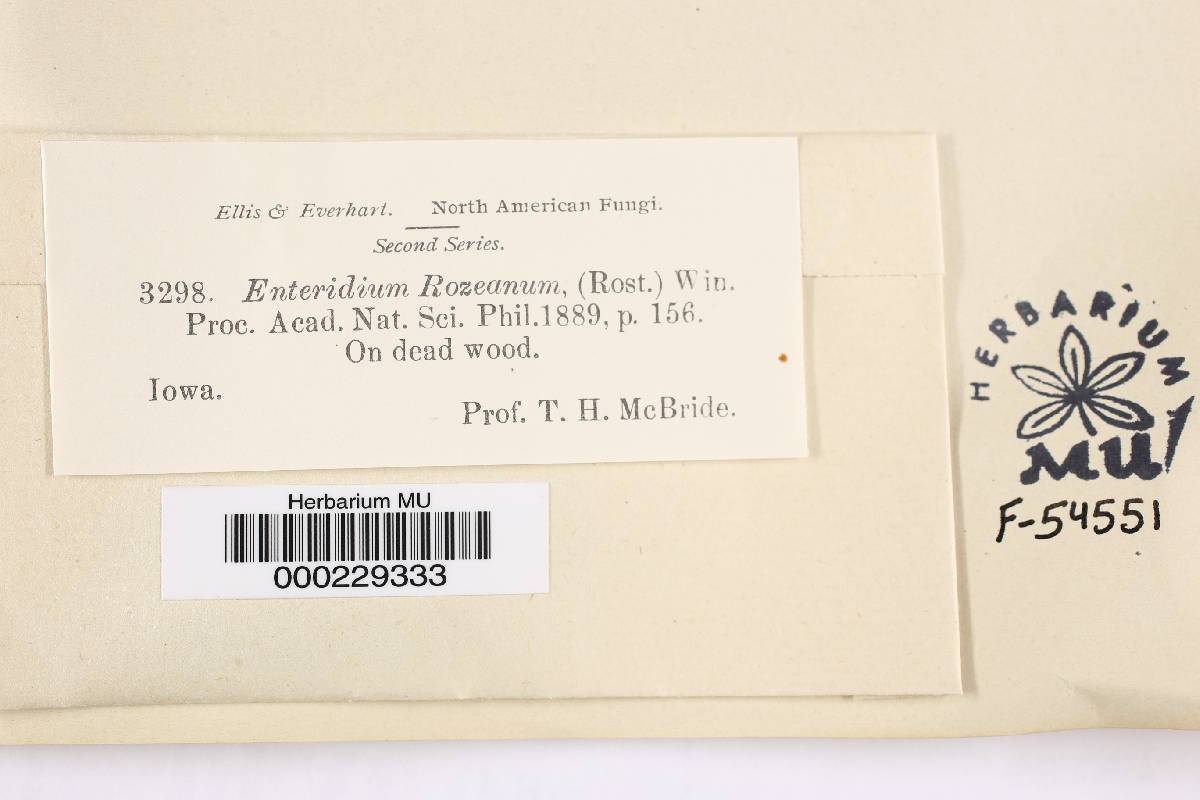 Ellis & Everhart. North American Fungi.
Second Series.
3298. Enteridium Rozeanum, (Rost.) Win.
Proc. Acad. Nat. Sci. Phil.1889, p. 156.
On dead wood.
Iowa.
Prof. T. H. McBride.
Herbarium MU
000229333
HERBARIUM
MU
F-54551